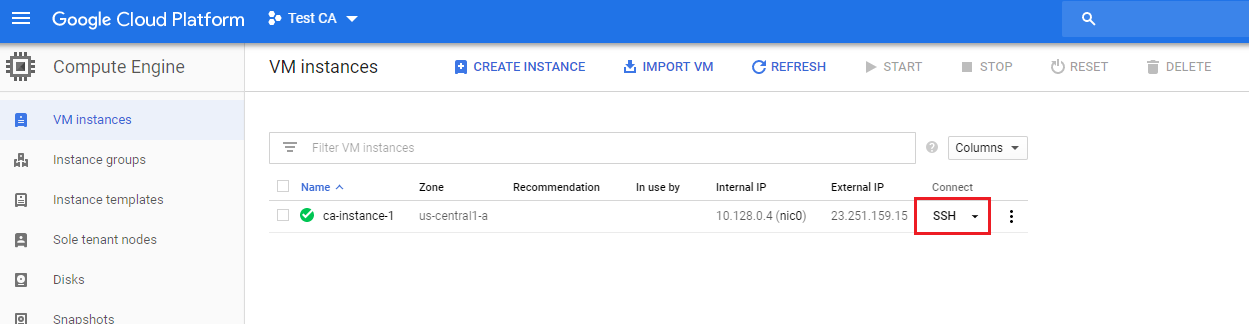 Google Cloud Platform Test CA
Compute Engine
VM instances
CREATE INSTANCE
IMPORT VM
REFRESH
START
STOP
RESET
DELETE
VM instances
Instance groups
Instance templates
Sole tenant nodes
Disks
Snapshots
Filter VM instances
?
Columns
Name Zone Recommendation In use by Internal IP External IP Connect
ca-instance-1 us-central1-a 10.128.0.4 (nic0) 23.251.159.15 SSH